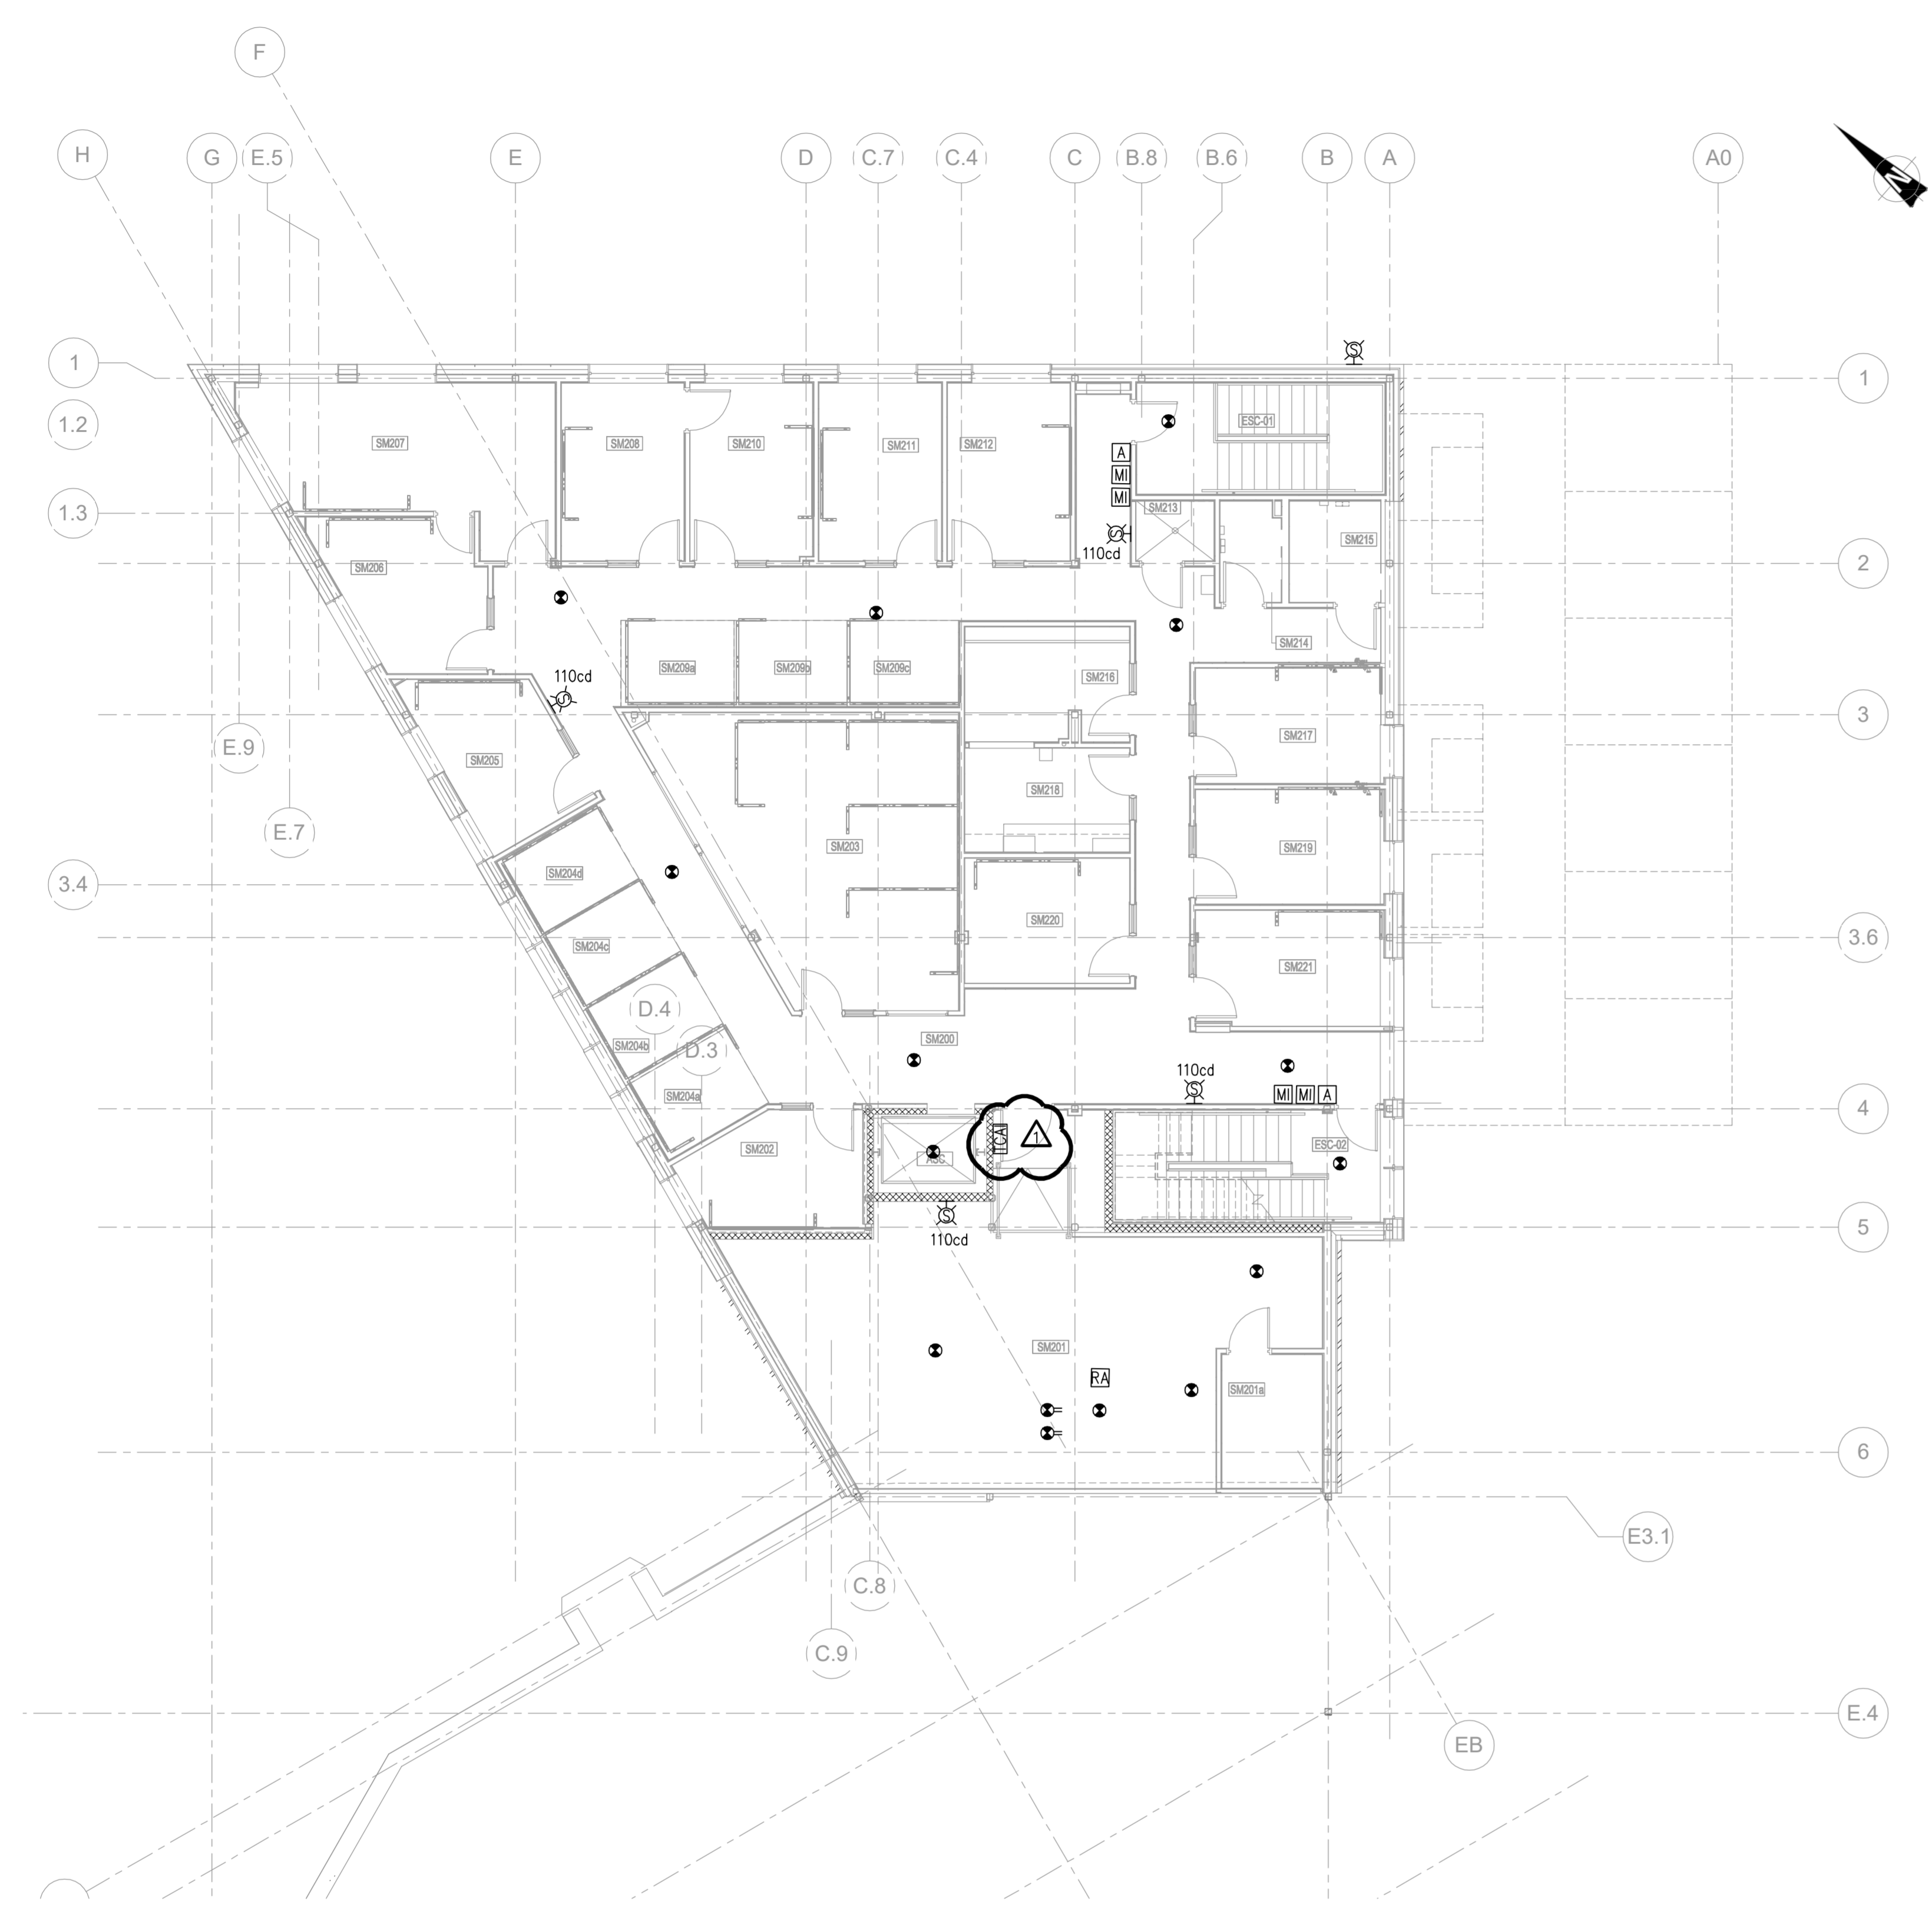 F
H
G
E.5
E
D
C.7
C.4
C
B.8
B.6
B
A
A0
N
S
1
1
1.2
ESC-01
SM207
SM208
SM210
SM211
SM212
A
MI
MI
1.3
SM213
S
110cd
SM215
2
SM206
SM214
SM209a
SM209b
SM209c
SM216
110cd
S
3
SM217
E.9
SM205
SM218
E.7
SM203
SM219
3.4
SM204d
SM220
SM204c
3.6
SM221
D.4
SM200
SM204b
D.3
110cd
S
MI
MI
A
SM204a
4
TCA
1
ESC-02
SM202
ASC
S
110cd
5
SM201
RA
SM201a
6
E3.1
C.8
C.9
E.4
EB